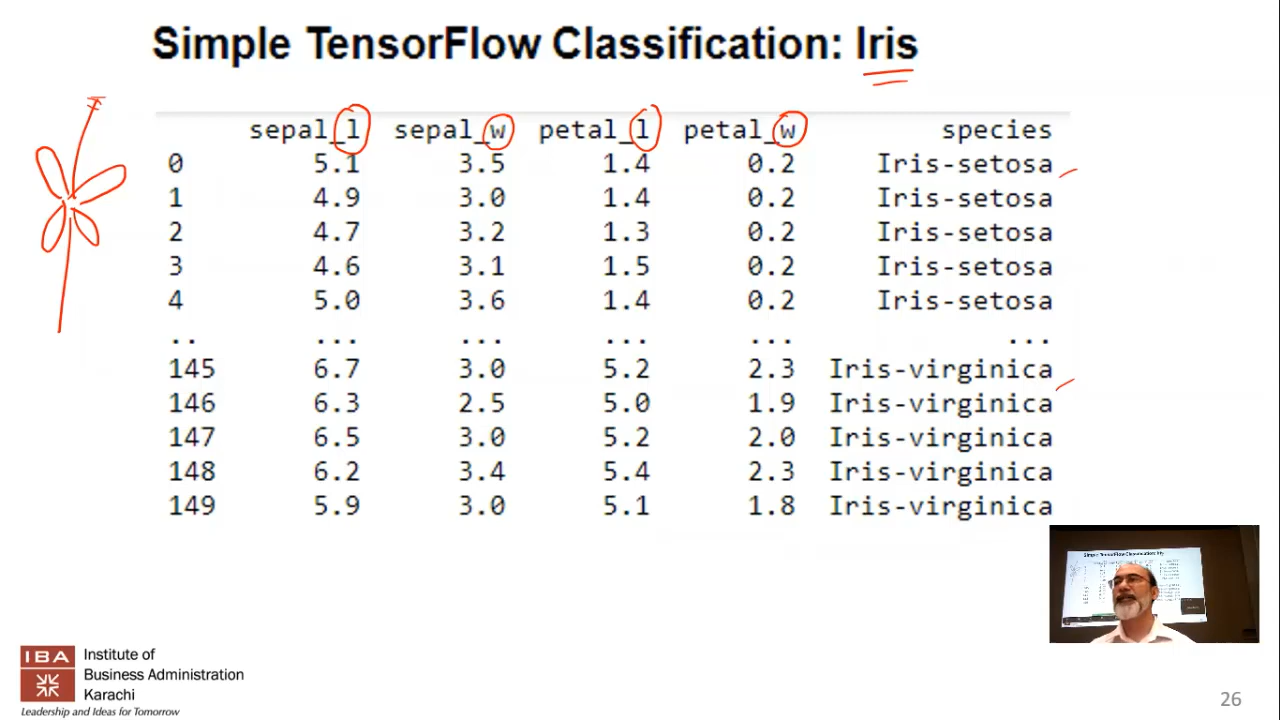 Simple TensorFlow Classification: Iris
sepal_l sepal_w petal_l petal_w species
0 5.1 3.5 1.4 0.2 Iris-setosa
1 4.9 3.0 1.4 0.2 Iris-setosa
2 4.7 3.2 1.3 0.2 Iris-setosa
3 4.6 3.1 1.5 0.2 Iris-setosa
4 5.0 3.6 1.4 0.2 Iris-setosa
.. ... ... ... ... ...
145 6.7 3.0 5.2 2.3 Iris-virginica
146 6.3 2.5 5.0 1.9 Iris-virginica
147 6.5 3.0 5.2 2.0 Iris-virginica
148 6.2 3.4 5.4 2.3 Iris-virginica
149 5.9 3.0 5.1 1.8 Iris-virginica
Simple TensorFlow Classification: Iris
IBA
Institute of
Business Administration
Karachi
Leadership and Ideas for Tomorrow
26